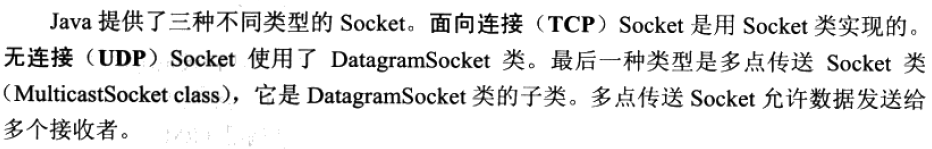 Java 提供了三种不同类型的 Socket。面向连接（TCP）Socket 是用 Socket 类实现的。
无连接（UDP）Socket 使用了 DatagramSocket 类。最后一种类型是多点传送 Socket 类
（MulticastSocket class），它是 DatagramSocket 类的子类。多点传送 Socket 允许数据发送给
多个接收者。